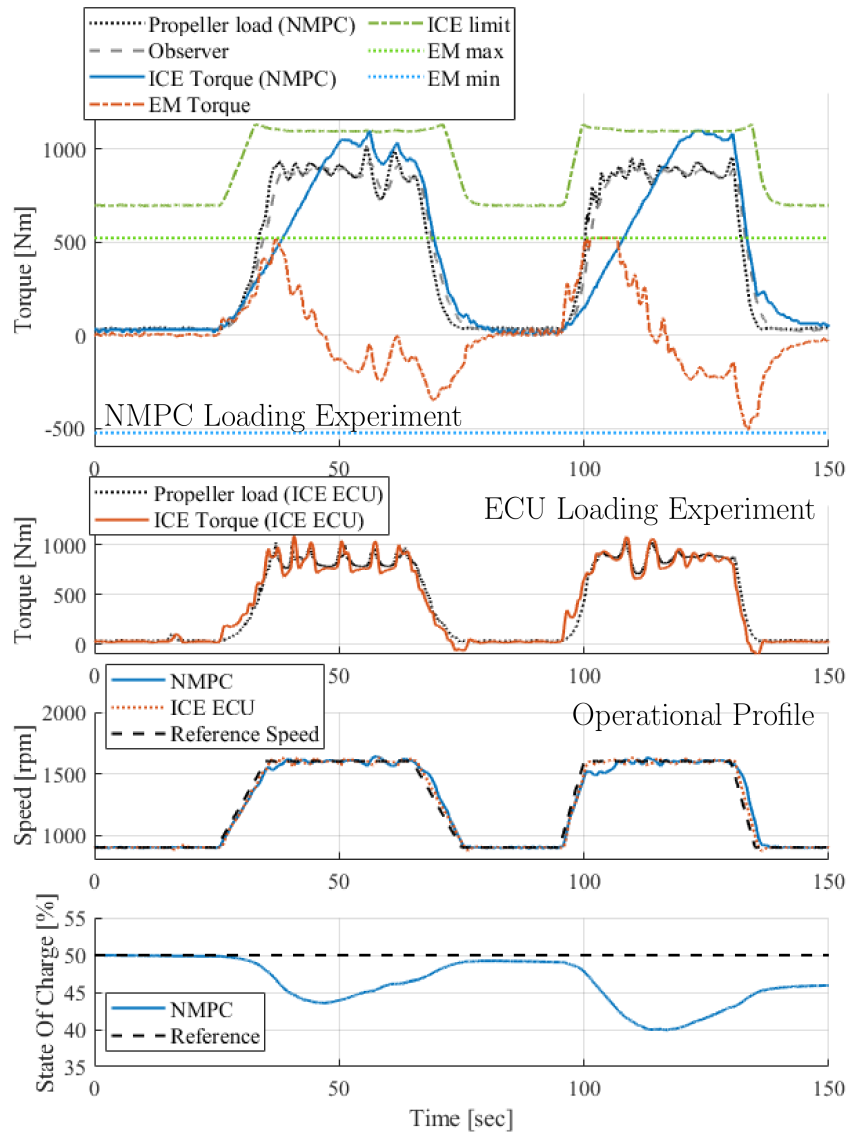 Propeller load (NMPC)
Observer
ICE Torque (NMPC)
EM Torque
ICE limit
EM max
EM min
Torque [Nm]
1000
500
0
-500
NMPC Loading Experiment
0 50 100 150
Propeller load (ICE ECU)
ICE Torque (ICE ECU)
ECU Loading Experiment
Torque [Nm]
1000
500
0
0 50 100 150
NMPC
ICE ECU
Reference Speed
Operational Profile
Speed [rpm]
2000
1500
1000
0 50 100 150
State Of Charge [%]
55
50
45
40
35
NMPC
Reference
0 50 100 150
Time [sec]